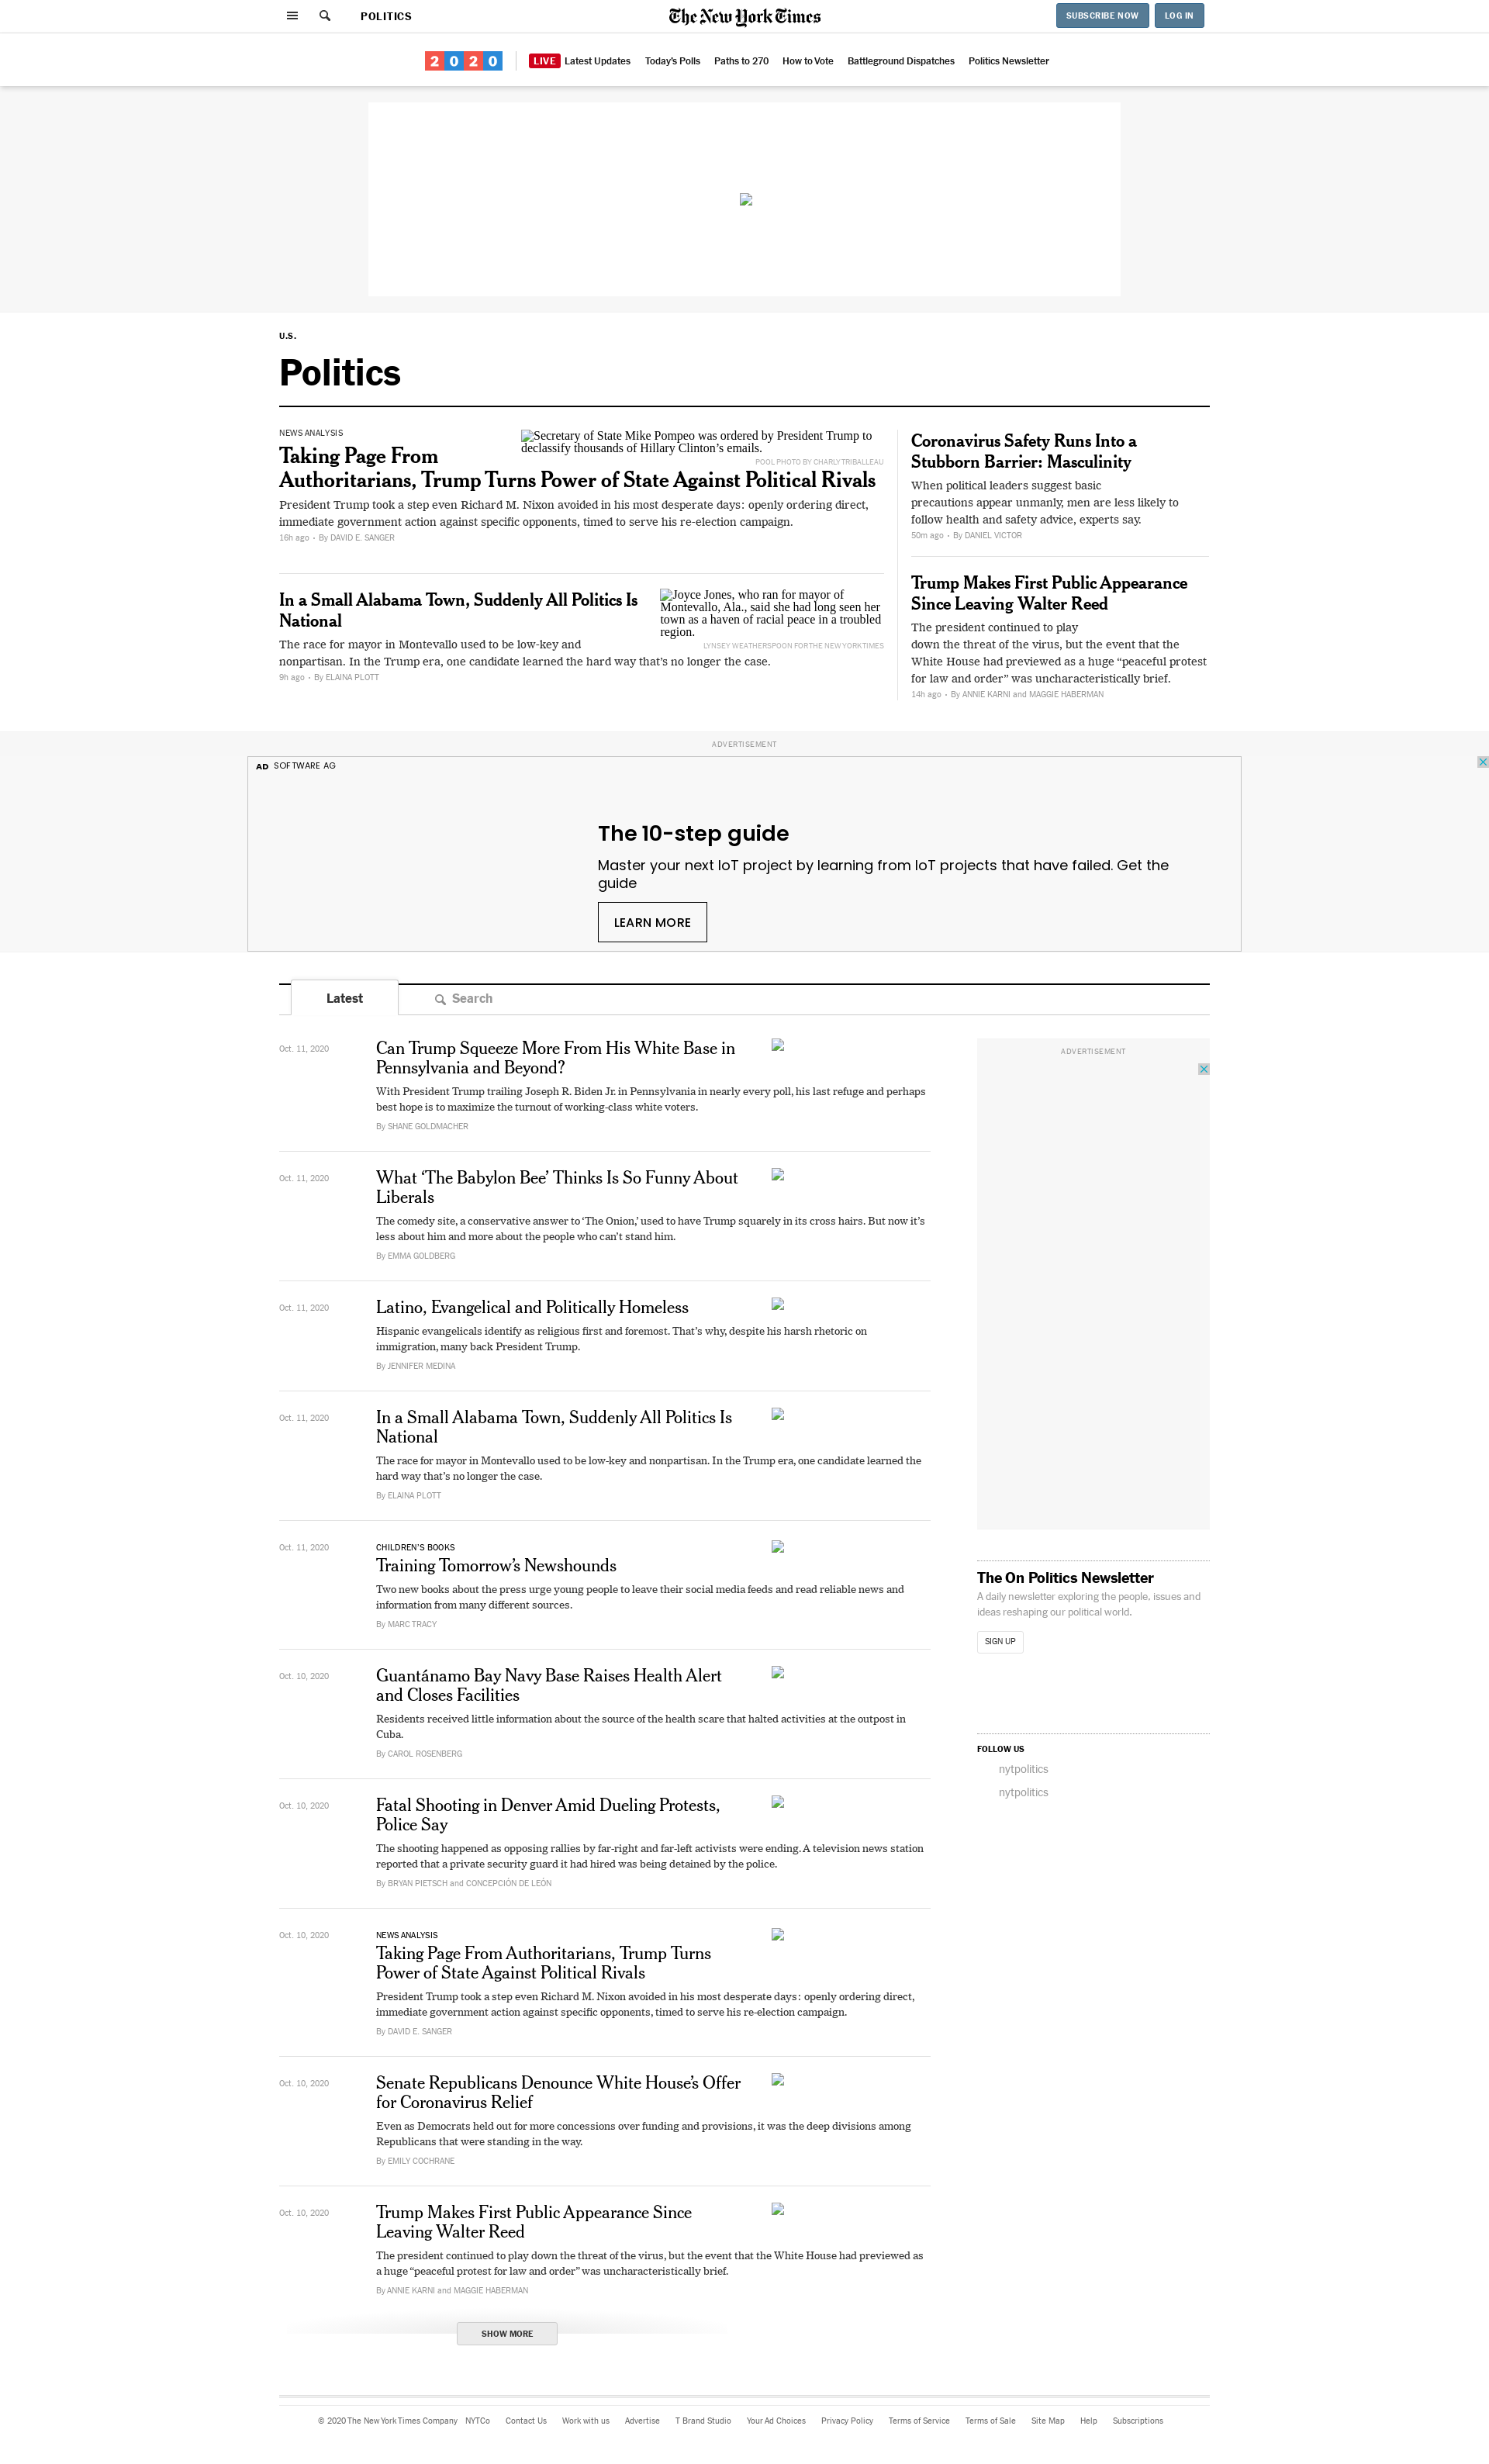 POLITICS
The New York Times
SUBSCRIBE NOW
LOG IN
2020
LIVE Latest Updates
Today's Polls
Paths to 270
How to Vote
Battleground Dispatches
Politics Newsletter
U.S.
Politics
NEWS ANALYSIS
Secretary of State Mike Pompeo was ordered by President Trump to
declassify thousands of Hillary Clinton's emails.
POOL PHOTO BY CHARLY TRIBALLEAU
Taking Page From
Authoritarians, Trump Turns Power of State Against Political Rivals
President Trump took a step even Richard M. Nixon avoided in his most desperate days: openly ordering direct,
immediate government action against specific opponents, timed to serve his re-election campaign.
16h ago • By DAVID E. SANGER
In a Small Alabama Town, Suddenly All Politics Is
National
Joyce Jones, who ran for mayor of
Montevallo, Ala., said she had long seen her
town as a haven of racial peace in a troubled
region.
LYNSEY WEATHERSPOON FOR THE NEW YORK TIMES
The race for mayor in Montevallo used to be low-key and
nonpartisan. In the Trump era, one candidate learned the hard way that's no longer the case.
9h ago • By ELAINA PLOTT
Coronavirus Safety Runs Into a
Stubborn Barrier: Masculinity
When political leaders suggest basic
precautions appear unmanly, men are less likely to
follow health and safety advice, experts say.
50m ago • By DANIEL VICTOR
Trump Makes First Public Appearance
Since Leaving Walter Reed
The president continued to play
down the threat of the virus, but the event that the
White House had previewed as a huge “peaceful protest
for law and order” was uncharacteristically brief.
14h ago • By ANNIE KARNI and MAGGIE HABERMAN
ADVERTISEMENT
AD SOFTWARE AG
The 10-step guide
Master your next IoT project by learning from IoT projects that have failed. Get the
guide
LEARN MORE
Latest
Search
Oct. 11, 2020
Can Trump Squeeze More From His White Base in
Pennsylvania and Beyond?
With President Trump trailing Joseph R. Biden Jr. in Pennsylvania in nearly every poll, his last refuge and perhaps
best hope is to maximize the turnout of working-class white voters.
By SHANE GOLDMACHER
Oct. 11, 2020
What ‘The Babylon Bee’ Thinks Is So Funny About
Liberals
The comedy site, a conservative answer to ‘The Onion,’ used to have Trump squarely in its cross hairs. But now it’s
less about him and more about the people who can’t stand him.
By EMMA GOLDBERG
Oct. 11, 2020
Latino, Evangelical and Politically Homeless
Hispanic evangelicals identify as religious first and foremost. That’s why, despite his harsh rhetoric on
immigration, many back President Trump.
By JENNIFER MEDINA
Oct. 11, 2020
In a Small Alabama Town, Suddenly All Politics Is
National
The race for mayor in Montevallo used to be low-key and nonpartisan. In the Trump era, one candidate learned the
hard way that’s no longer the case.
By ELAINA PLOTT
Oct. 11, 2020
CHILDREN’S BOOKS
Training Tomorrow’s Newshounds
Two new books about the press urge young people to leave their social media feeds and read reliable news and
information from many different sources.
By MARC TRACY
Oct. 10, 2020
Guantánamo Bay Navy Base Raises Health Alert
and Closes Facilities
Residents received little information about the source of the health scare that halted activities at the outpost in
Cuba.
By CAROL ROSENBERG
Oct. 10, 2020
Fatal Shooting in Denver Amid Dueling Protests,
Police Say
The shooting happened as opposing rallies by far-right and far-left activists were ending. A television news station
reported that a private security guard it had hired was being detained by the police.
By BRYAN PIETSCH and CONCEPCIÓN DE LEÓN
Oct. 10, 2020
NEWS ANALYSIS
Taking Page From Authoritarians, Trump Turns
Power of State Against Political Rivals
President Trump took a step even Richard M. Nixon avoided in his most desperate days: openly ordering direct,
immediate government action against specific opponents, timed to serve his re-election campaign.
By DAVID E. SANGER
Oct. 10, 2020
Senate Republicans Denounce White House’s Offer
for Coronavirus Relief
Even as Democrats held out for more concessions over funding and provisions, it was the deep divisions among
Republicans that were standing in the way.
By EMILY COCHRANE
Oct. 10, 2020
Trump Makes First Public Appearance Since
Leaving Walter Reed
The president continued to play down the threat of the virus, but the event that the White House had previewed as
a huge “peaceful protest for law and order” was uncharacteristically brief.
By ANNIE KARNI and MAGGIE HABERMAN
SHOW MORE
ADVERTISEMENT
The On Politics Newsletter
A daily newsletter exploring the people, issues and
ideas reshaping our political world.
SIGN UP
FOLLOW US
nytpolitics
nytpolitics
© 2020 The New York Times Company
NYTCo
Contact Us
Work with us
Advertise
T Brand Studio
Your Ad Choices
Privacy Policy
Terms of Service
Terms of Sale
Site Map
Help
Subscriptions